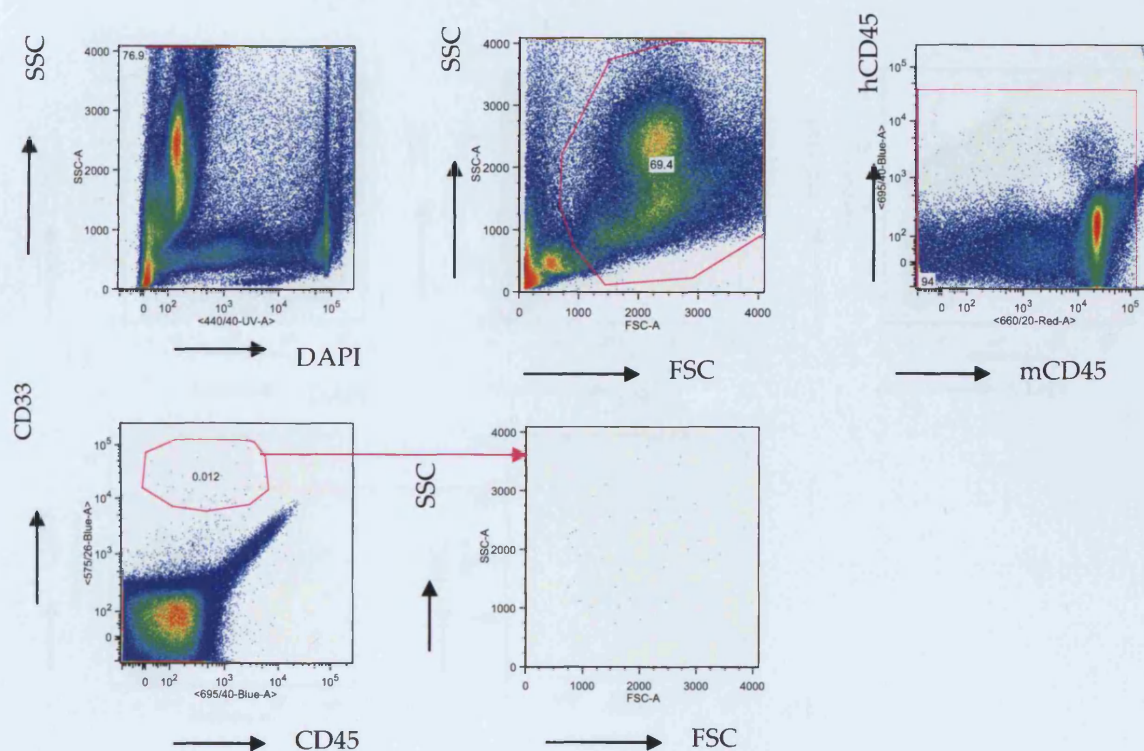 SSC
76.9
4000
3000
2000
1000
0
SSC-A
0 10² 10³ 10⁴ 10⁵
<440/40-UV-A>
DAPI
SSC
4000
3000
2000
1000
0
SSC-A
69.4
0 1000 2000 3000 4000
FSC-A
FSC
hCD45
10⁵
10⁴
10³
10²
0
<695/40-Blue-A>
94
0 10² 10³ 10⁴ 10⁵
<660/20-Red-A>
mCD45
CD33
10⁵
10⁴
10³
10²
0
<575/26-Blue-A>
0.012
0 10² 10³ 10⁴ 10⁵
<695/40-Blue-A>
CD45
SSC
4000
3000
2000
1000
0
SSC-A
0 1000 2000 3000 4000
FSC-A
FSC